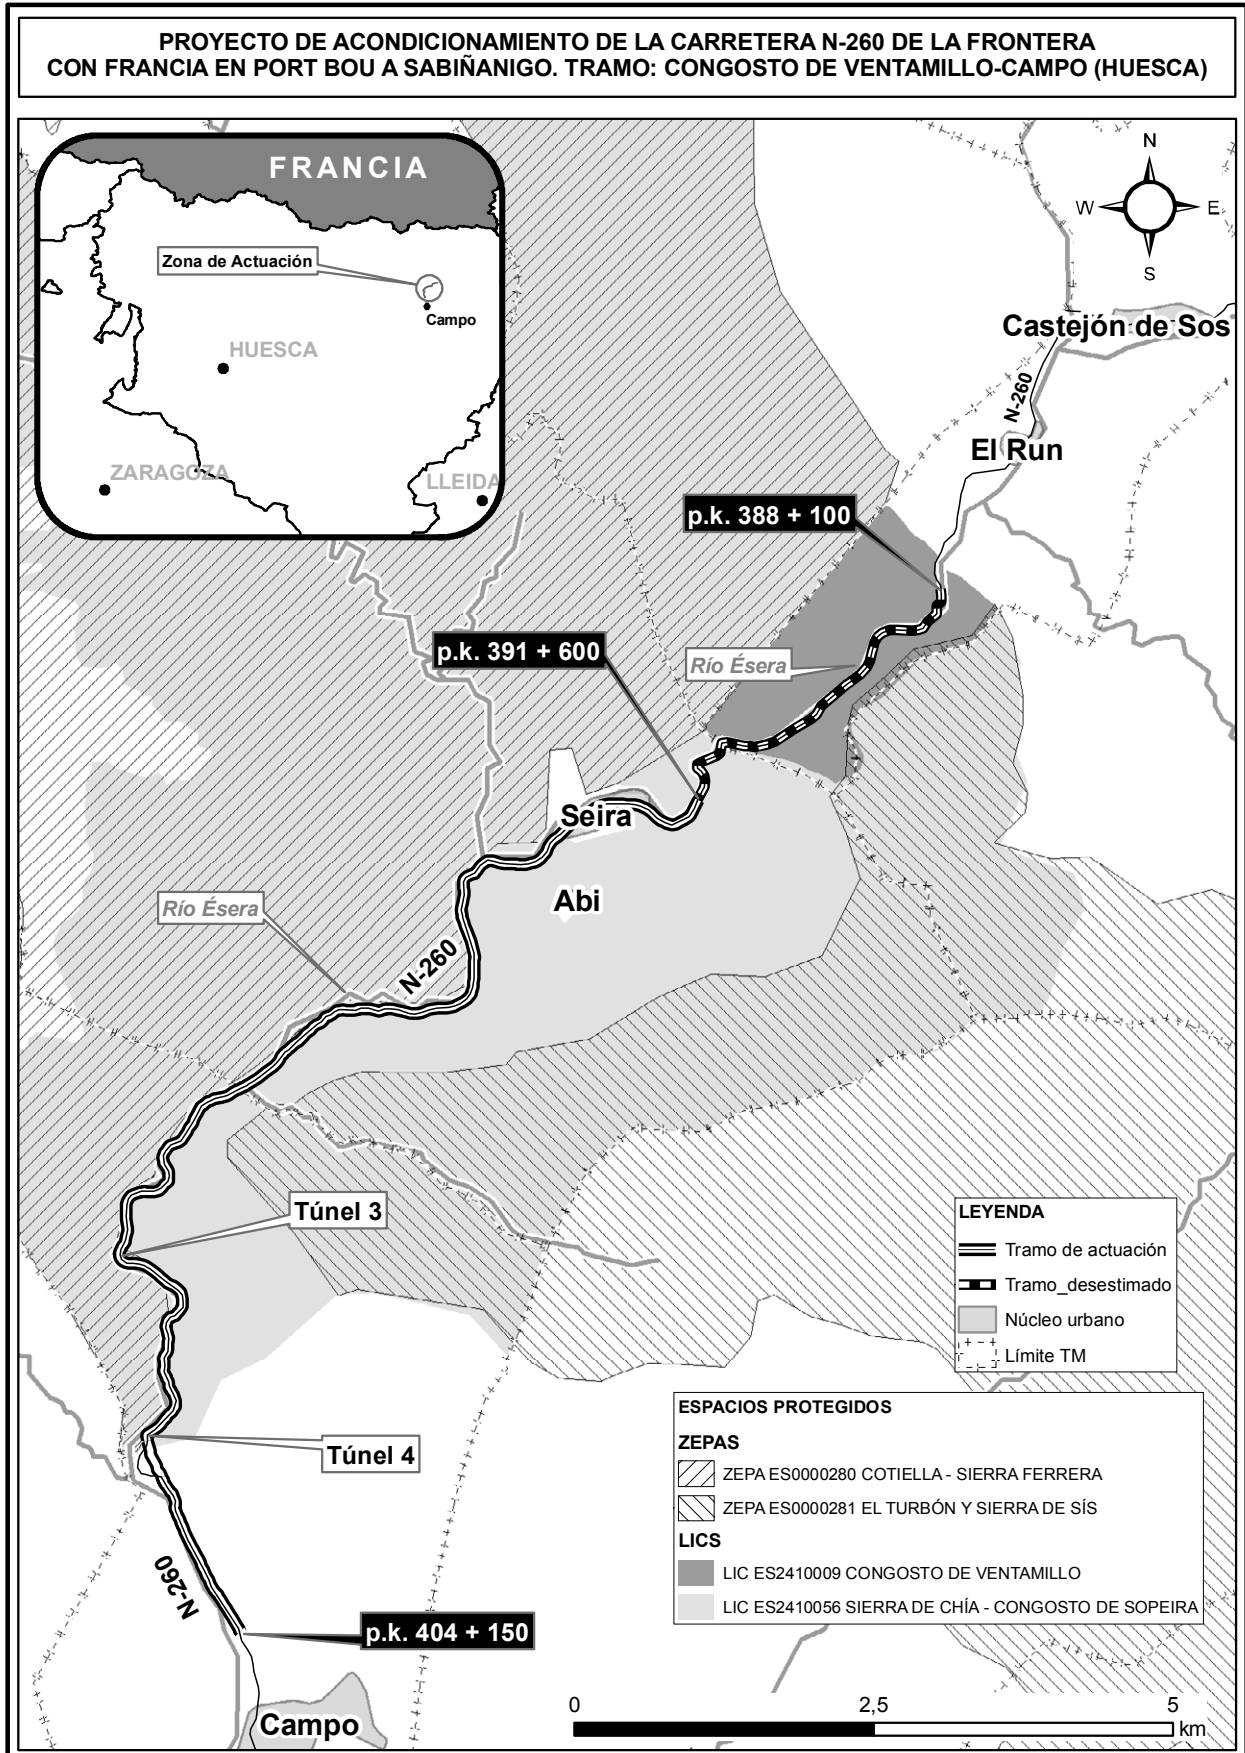 PROYECTO DE ACONDICIONAMIENTO DE LA CARRETERA N-260 DE LA FRONTERA
CON FRANCIA EN PORT BOU A SABIÑANIGO. TRAMO: CONGOSTO DE VENTAMILLO-CAMPO (HUESCA)
FRANCIA
Zona de Actuación
Campo
HUESCA
ZARAGOZA
LLEIDA
N
W
E
S
Castejón de Sos
N-260
El Run
p.k. 388 + 100
p.k. 391 + 600
Río Ésera
Seira
Abi
Río Ésera
N-260
Túnel 3
Túnel 4
N-260
p.k. 404 + 150
Campo
LEYENDA
Tramo de actuación
Tramo_desestimado
Núcleo urbano
Límite TM
ESPACIOS PROTEGIDOS
ZEPAS
ZEPA ES0000280 COTIELLA - SIERRA FERRERA
ZEPA ES0000281 EL TURBÓN Y SIERRA DE SÍS
LICS
LIC ES2410009 CONGOSTO DE VENTAMILLO
LIC ES2410056 SIERRA DE CHÍA - CONGOSTO DE SOPEIRA
0 2,5 5
km